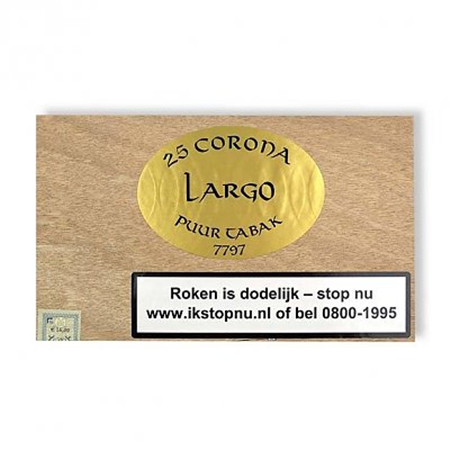 25 CORONA
LARGO
PUUR TABAK
7797
Roken is dodelijk – stop nu
www.ikstopnu.nl of bel 0800-1995